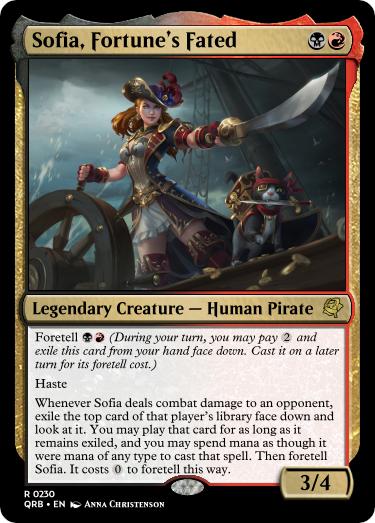 Sofia, Fortune's Fated
Legendary Creature — Human Pirate
Foretell (During your turn, you may pay 2 and
exile this card from your hand face down. Cast it on a later
turn for its foretell cost.)
Haste
Whenever Sofia deals combat damage to an opponent,
exile the top card of that player's library face down and
look at it. You may play that card for as long as it
remains exiled, and you may spend mana as though it
were mana of any type to cast that spell. Then foretell
Sofia. It costs 0 to foretell this way.
3/4
R 0230
QRB • EN Anna Christenson